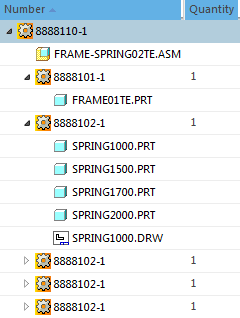 Number Quantity
8888110-1
FRAME-SPRING02TE.ASM
8888101-1 1
FRAME01TE.PRT
8888102-1 1
SPRING1000.PRT
SPRING1500.PRT
SPRING1700.PRT
SPRING2000.PRT
SPRING1000.DRW
8888102-1 1
8888102-1 1
8888102-1 1